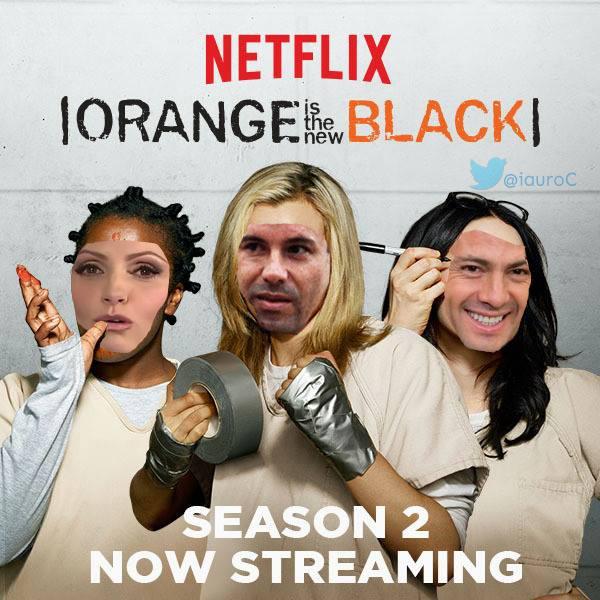 NETFLIX
|ORANGE is the new BLACK|
@iauroC
SEASON 2
NOW STREAMING